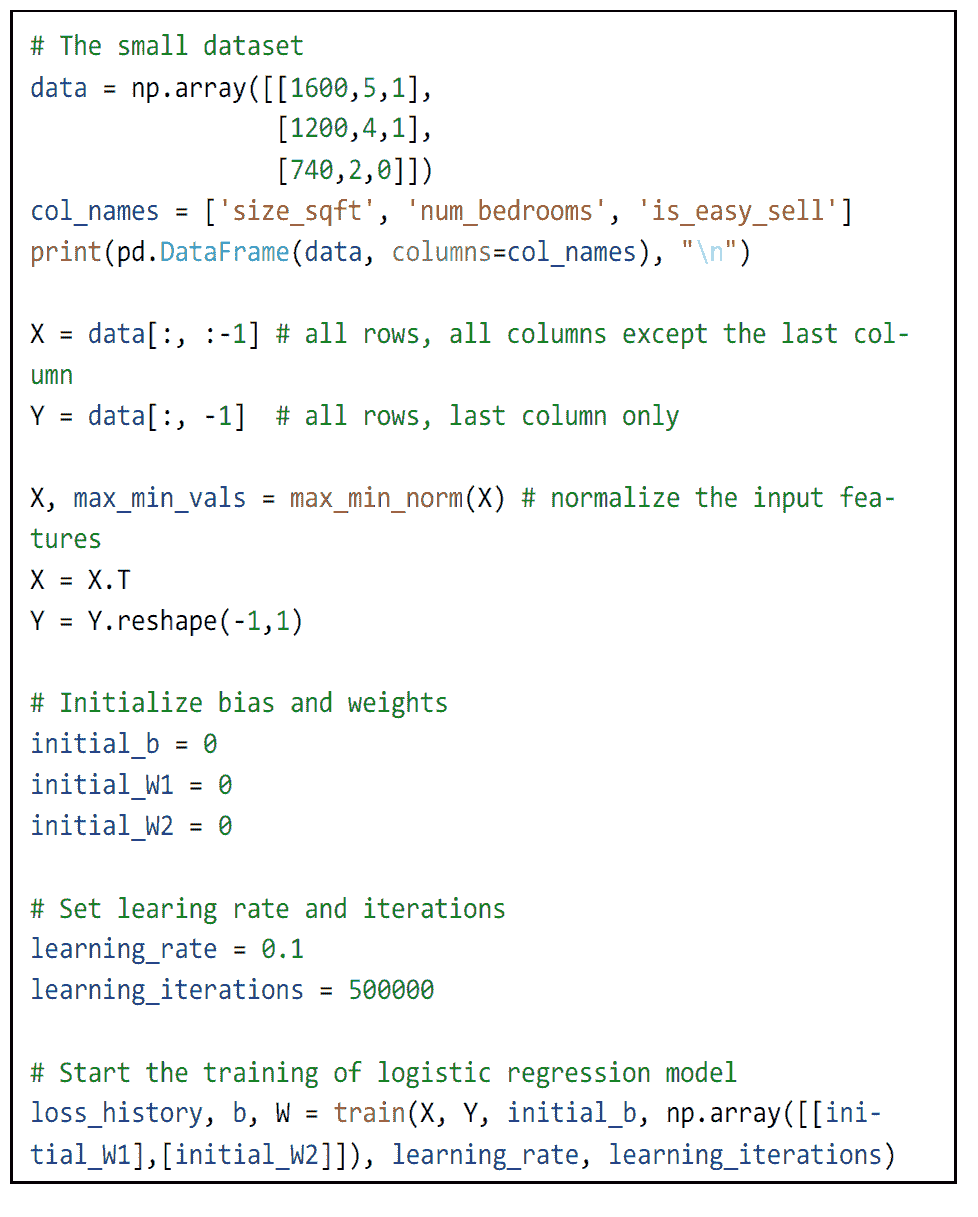 # The small dataset
data = np.array([[1600,5,1],
                 [1200,4,1],
                 [740,2,0]])
col_names = ['size_sqft', 'num_bedrooms', 'is_easy_sell']
print(pd.DataFrame(data, columns=col_names), "\n")

X = data[:, :-1] # all rows, all columns except the last col-
umn
Y = data[:, -1]  # all rows, last column only

X, max_min_vals = max_min_norm(X) # normalize the input fea-
tures
X = X.T
Y = Y.reshape(-1,1)

# Initialize bias and weights
initial_b = 0
initial_W1 = 0
initial_W2 = 0

# Set learing rate and iterations
learning_rate = 0.1
learning_iterations = 500000

# Start the training of logistic regression model
loss_history, b, W = train(X, Y, initial_b, np.array([[ini-
tial_W1],[initial_W2]]), learning_rate, learning_iterations)